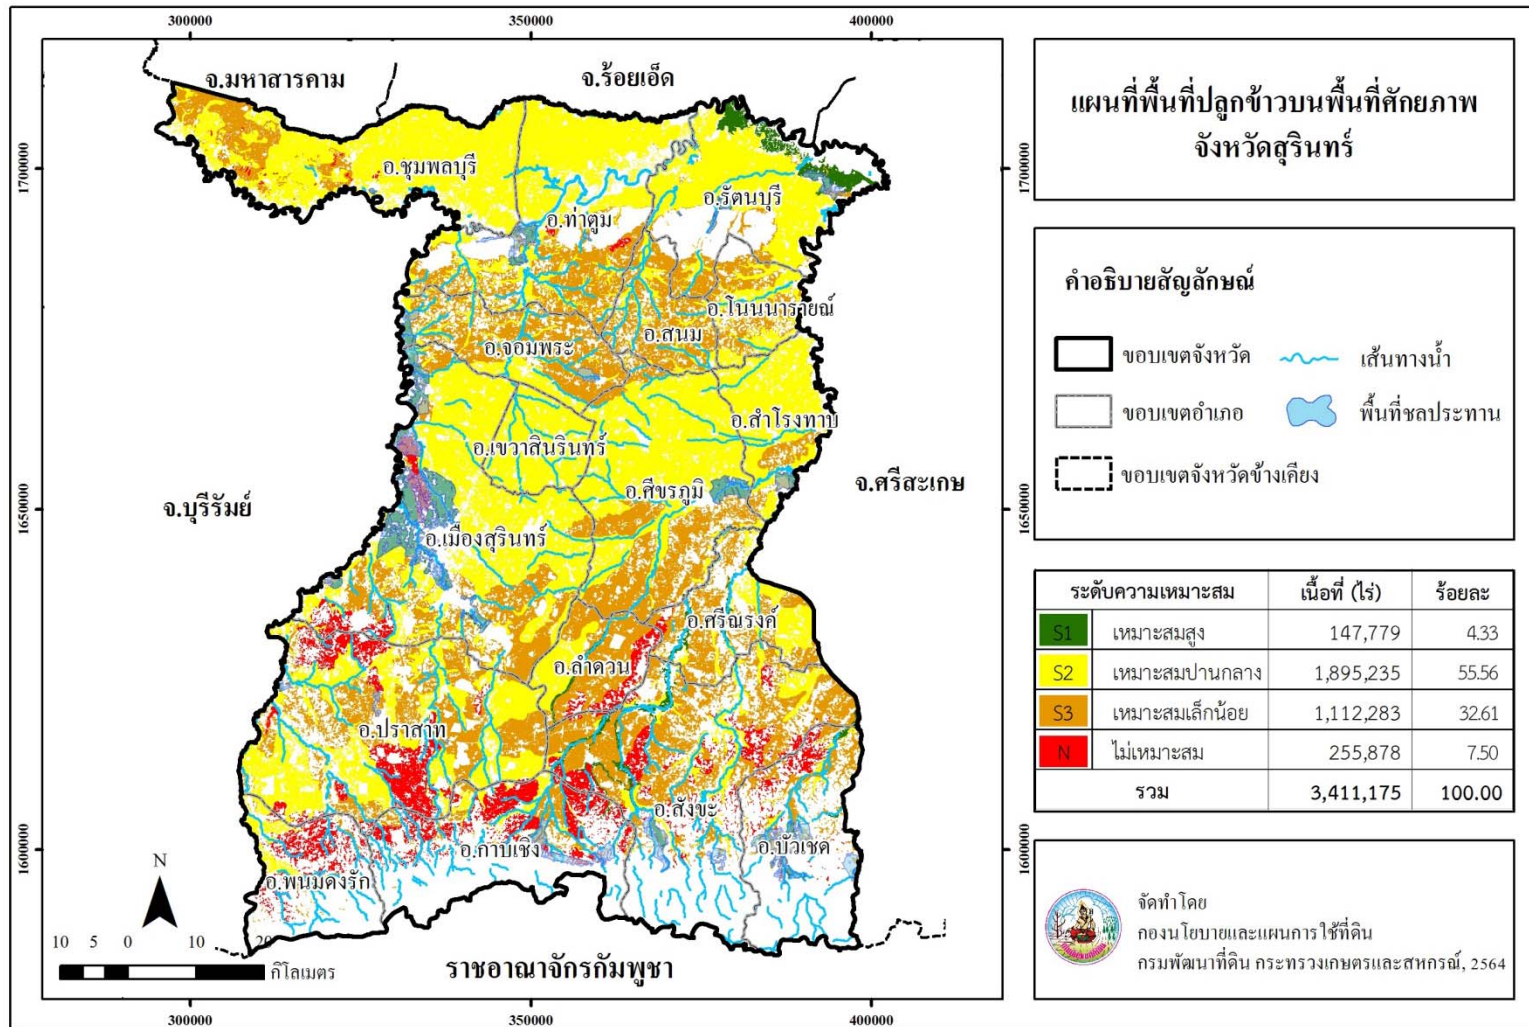 300000 350000 400000
จ.มหาสารคาม
จ.ร้อยเอ็ด
1700000
1700000
อ.ชุมพลบุรี
อ.รัตนบุรี
อ.ท่าตูม
อ.โนนนารายณ์
อ.สนม
อ.จอมพระ
อ.สำโรงทาบ
อ.เขวาสินรินทร์
อ.ศีขรภูมิ
จ.ศรีสะเกษ
จ.บุรีรัมย์
1650000
1650000
อ.เมืองสุรินทร์
อ.ศรีณรงค์
อ.ลำดวน
อ.ปราสาท
อ.สังขะ
อ.บัวเชด
อ.กาบเชิง
อ.พนมดงรัก
1600000
1600000
N
10 5 0 10 20
กิโลเมตร
ราชอาณาจักรกัมพูชา
300000 350000 400000
แผนที่พื้นที่ปลูกข้าวบนพื้นที่ศักยภาพ
จังหวัดสุรินทร์
คำอธิบายสัญลักษณ์
ขอบเขตจังหวัด เส้นทางน้ำ
ขอบเขตอำเภอ พื้นที่ชลประทาน
ขอบเขตจังหวัดข้างเคียง
ระดับความเหมาะสม เนื้อที่ (ไร่) ร้อยละ
S1 เหมาะสมสูง 147,779 4.33
S2 เหมาะสมปานกลาง 1,895,235 55.56
S3 เหมาะสมเล็กน้อย 1,112,283 32.61
N ไม่เหมาะสม 255,878 7.50
รวม 3,411,175 100.00
จัดทำโดย
กองนโยบายและแผนการใช้ที่ดิน
กรมพัฒนาที่ดิน กระทรวงเกษตรและสหกรณ์, 2564